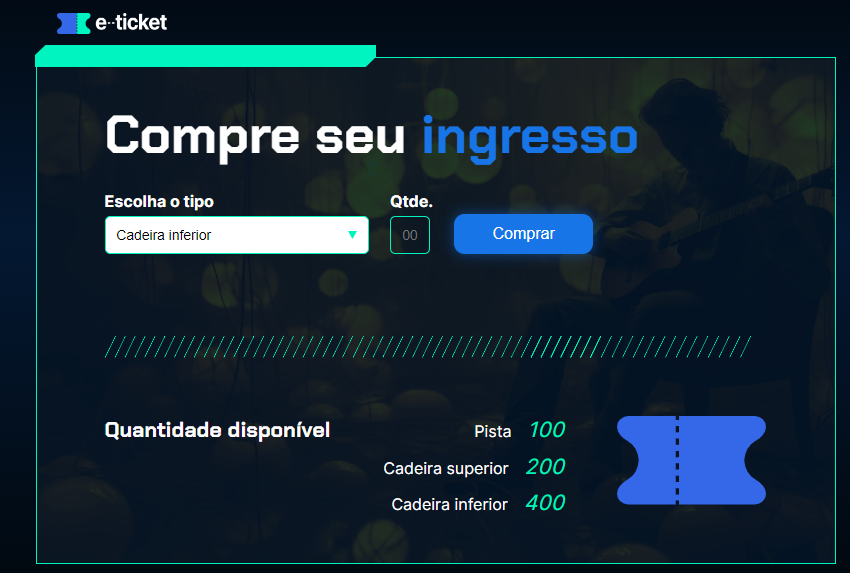 e··ticket
Compre seu ingresso
Escolha o tipo Qtde.
Cadeira inferior ▼ 00 Comprar
Quantidade disponível Pista 100
Cadeira superior 200
Cadeira inferior 400